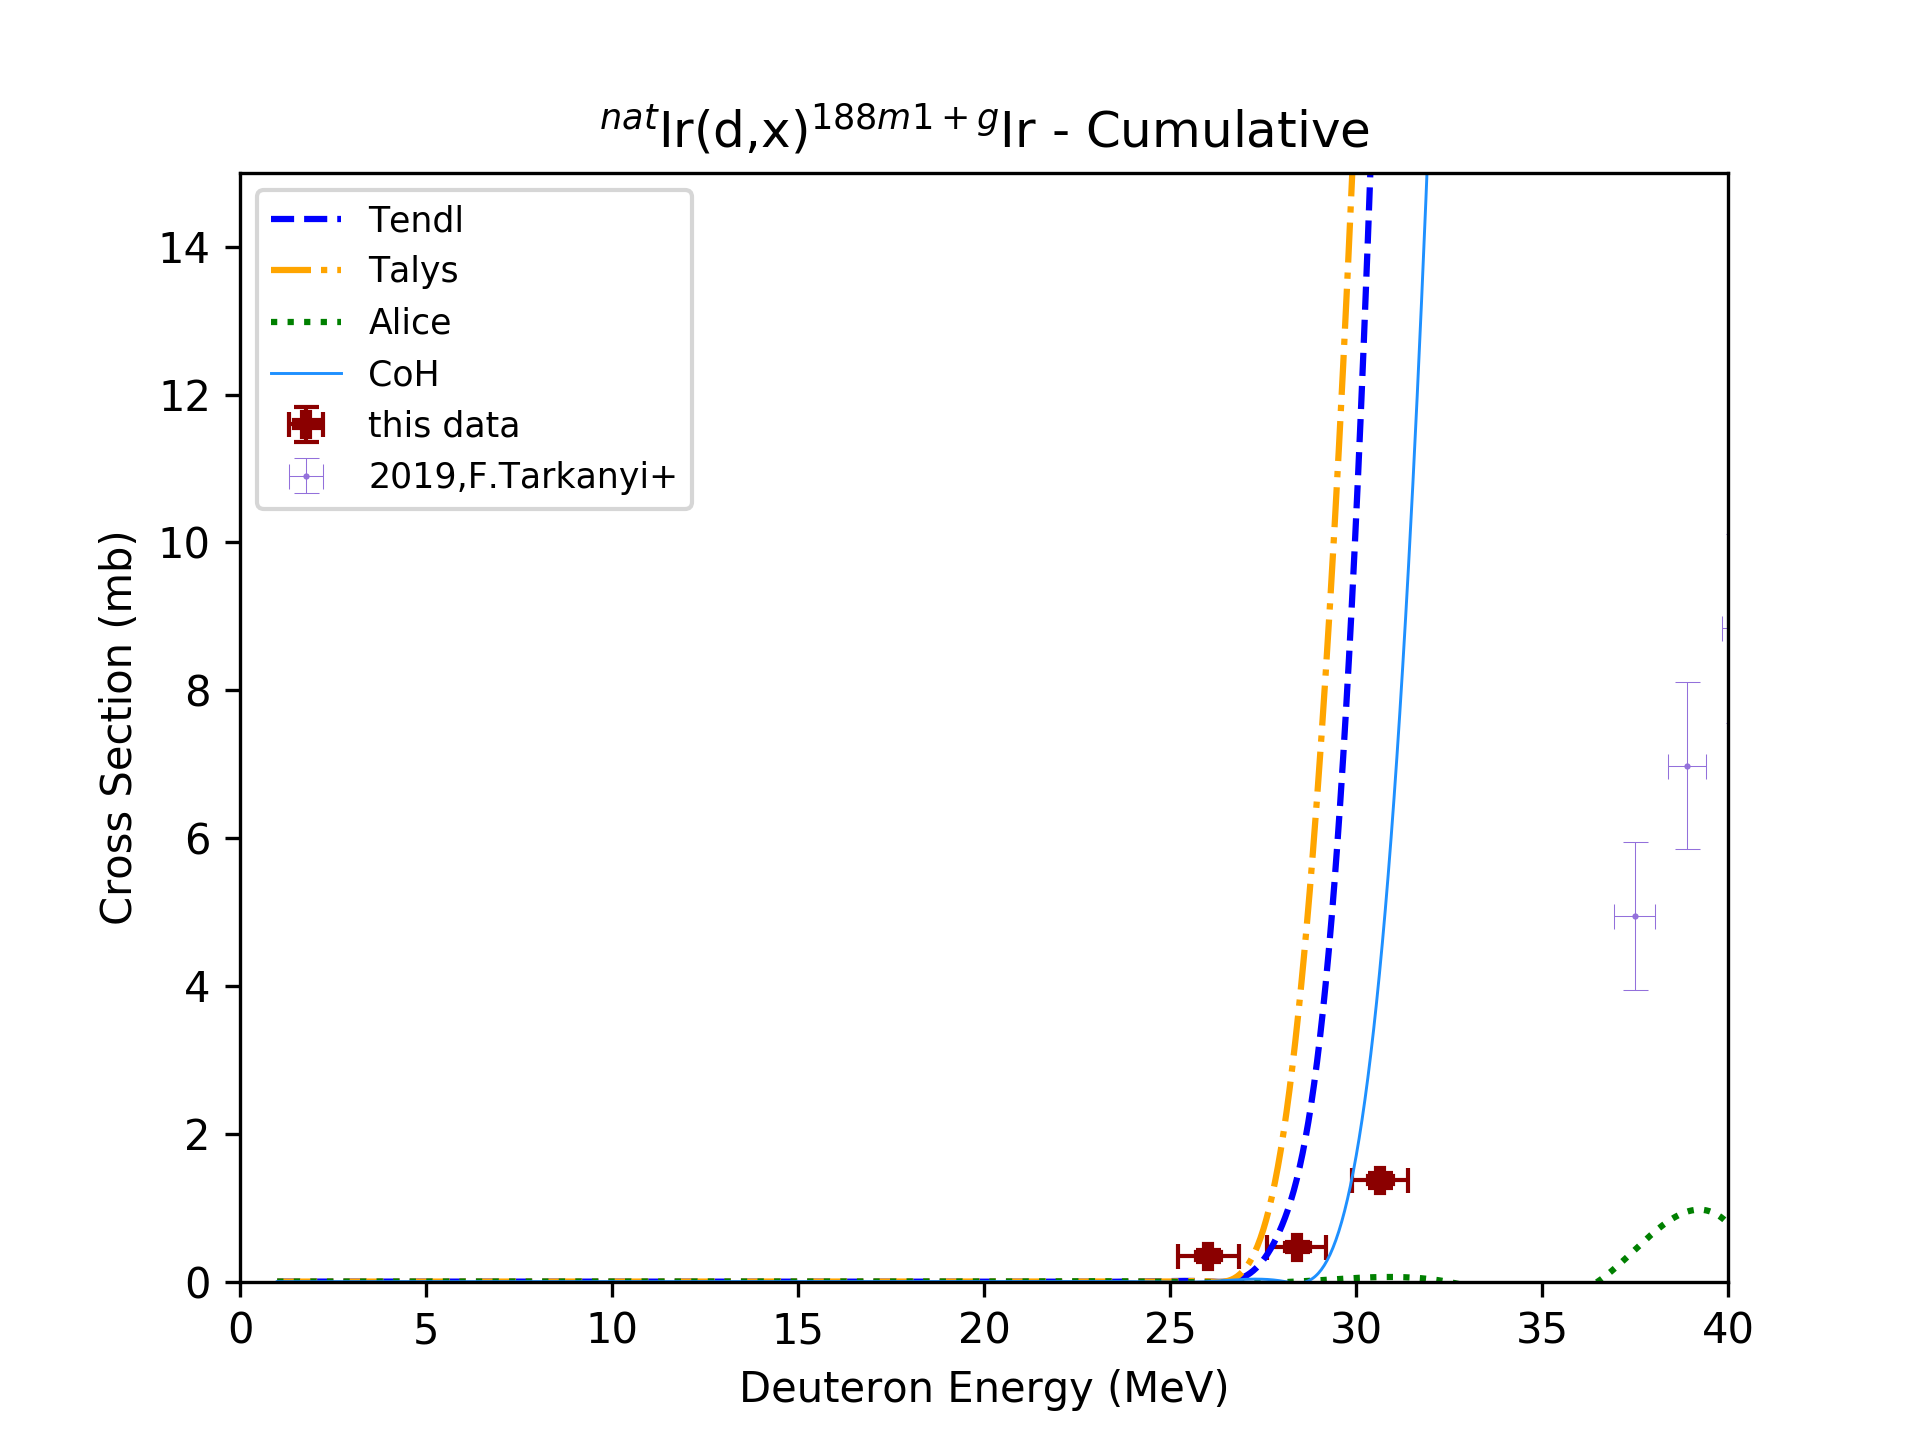 natIr(d,x)188m1+gIr - Cumulative
Tendl
Talys
Alice
CoH
this data
2019,F.Tarkanyi+
Cross Section (mb)
14
12
10
8
6
4
2
0
0 5 10 15 20 25 30 35 40
Deuteron Energy (MeV)